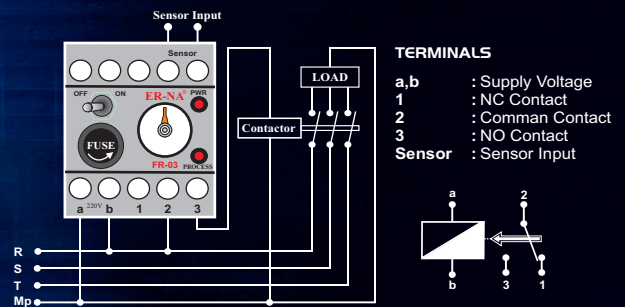 Sensor Input
Sensor
OFF ON
ER-NA® PWR
FUSE
FR-03 PROCESS
a 220V b 1 2 3
LOAD
Contactor
R
S
T
Mp
TERMINALS
a,b : Supply Voltage
1 : NC Contact
2 : Comman Contact
3 : NO Contact
Sensor : Sensor Input
a 2
b 3 1